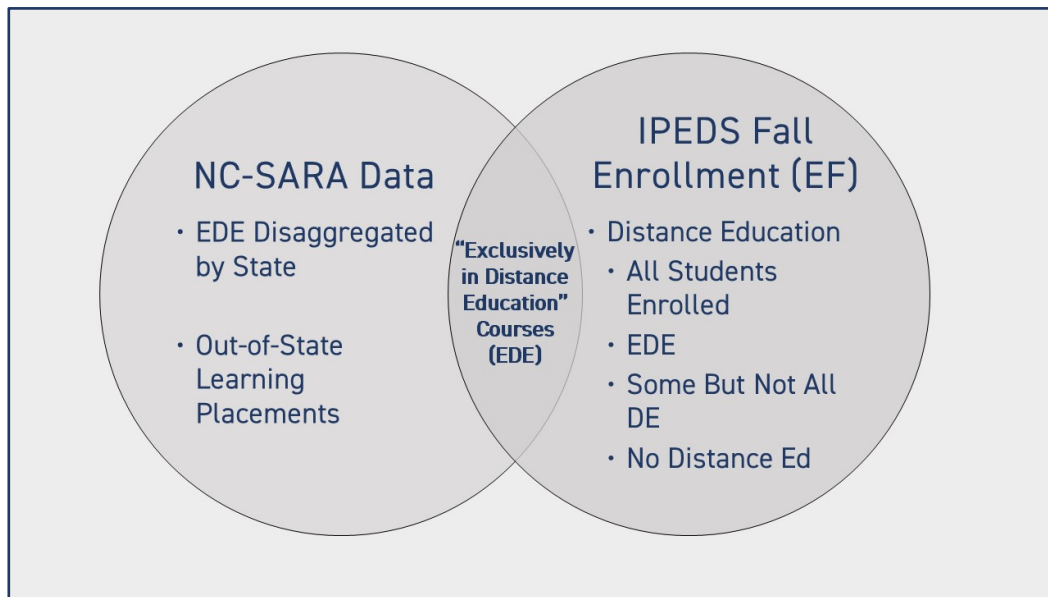 NC-SARA Data
• EDE Disaggregated
by State
• Out-of-State
Learning
Placements
“Exclusively
in Distance
Education”
Courses
(EDE)
IPEDS Fall
Enrollment (EF)
• Distance Education
• All Students
Enrolled
• EDE
• Some But Not All
DE
• No Distance Ed